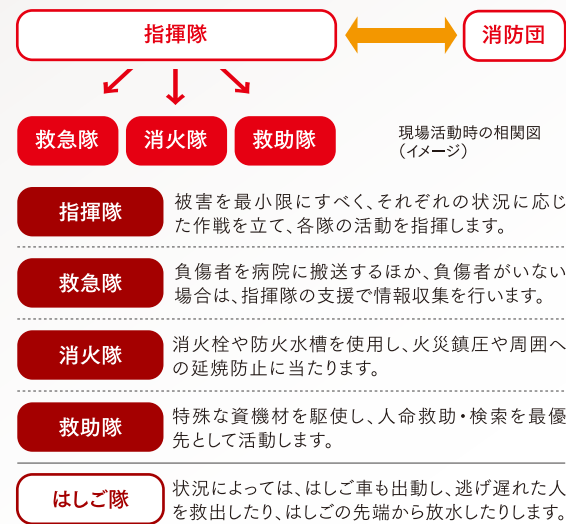 指揮隊
消防団
救急隊
消火隊
救助隊
現場活動時の相関図
（イメージ）
指揮隊
被害を最小限にすべく、それぞれの状況に応じ
た作戦を立て、各隊の活動を指揮します。
救急隊
負傷者を病院に搬送するほか、負傷者がいない
場合は、指揮隊の支援で情報収集を行います。
消火隊
消火栓や防火水槽を使用し、火災鎮圧や周囲へ
の延焼防止に当たります。
救助隊
特殊な資機材を駆使し、人命救助・検索を最優
先として活動します。
はしご隊
状況によっては、はしご車も出動し、逃げ遅れた人
を救出したり、はしごの先端から放水したりします。